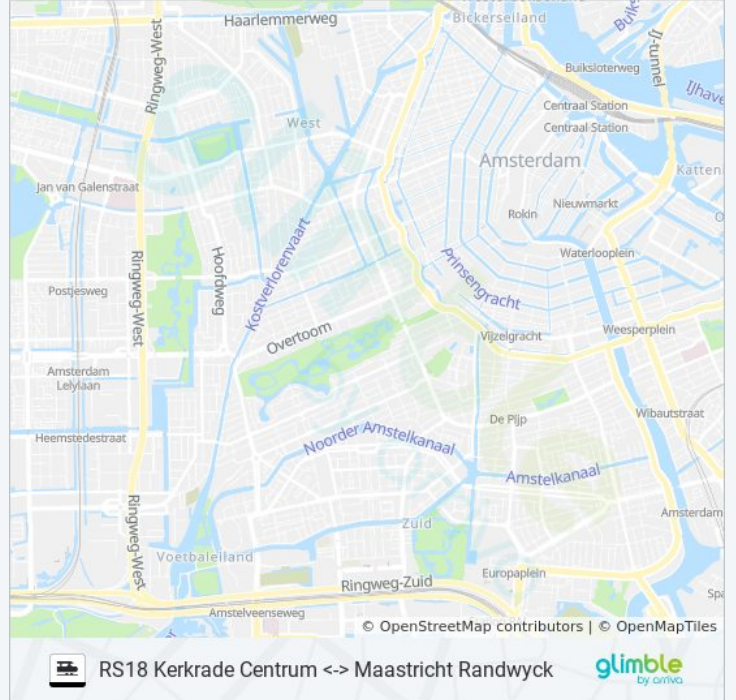 Haarlemmerweg
Bickerseiland
Buiks
IJ-tunnel
Ringweg-West
Buiksloterweg
IJhave
Centraal Station
West
Centraal Station
Amsterdam
Katten
Jan van Galenstraat
Nieuwmarkt
Rokin
O
Kostverlorenvaart
Hoofdweg
Prinsengracht
Waterlooplein
Ringweg-West
Postjesweg
Overtoom
Vijzelgracht
Weesperplein
Amsterdam
Lelylaan
De Pijp
Wibautstraat
Heemstedestraat
Noorder Amstelkanaal
Amstelkanaal
Ringweg-West
Zuid
Amsterdam
Voetbaleiland
Europaplein
Ringweg-Zuid
Spa
Amstelveenseweg
© OpenStreetMap contributors | © OpenMapTiles
RS18 Kerkrade Centrum <-> Maastricht Randwyck
glimble
by arriva